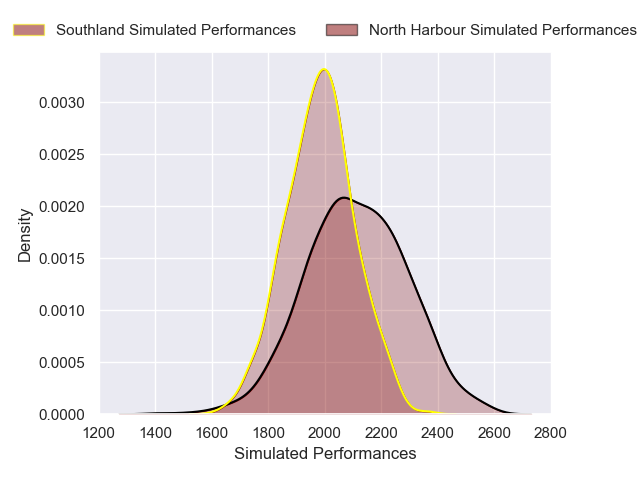 Southland Simulated Performances
North Harbour Simulated Performances
0.0030
0.0025
0.0020
0.0015
0.0010
0.0005
0.0000
Density
1200 1400 1600 1800 2000 2200 2400 2600 2800
Simulated Performances